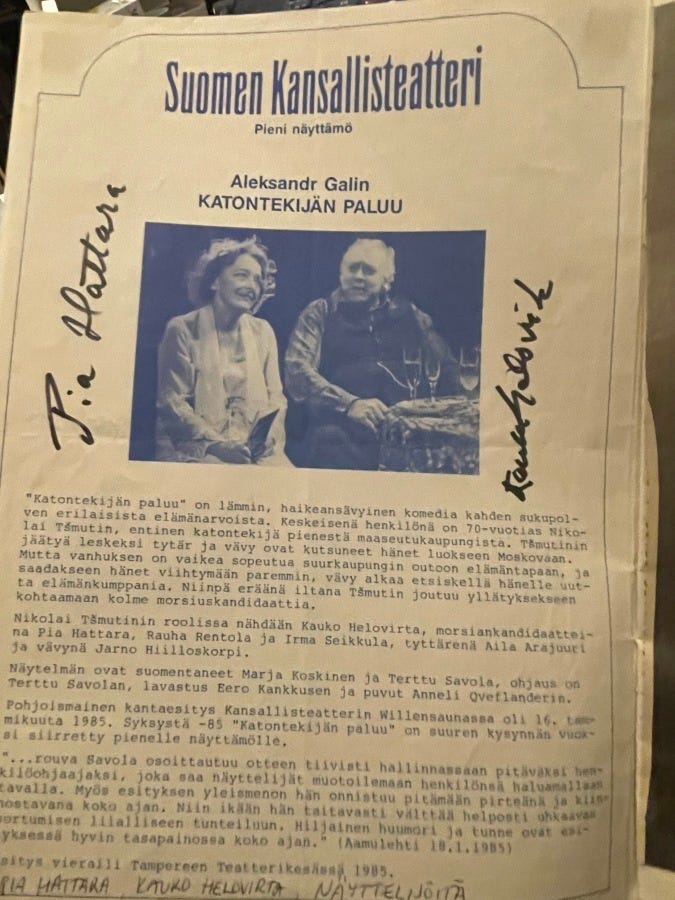 Suomen Kansallisteatteri
Pieni näyttämö
Aleksandr Galin
KATONTEKIJÄN PALUU
Pia Hattara
Kauko Helovirta
"Katontekijän paluu" on lämmin, haikeansävyinen komedia kahden sukupol-
ven erilaisista elämänarvoista. Keskeisenä henkilönä on 70-vuotias Niko-
lai Tšmutin, entinen katontekijä pienestä maaseutukaupungista. Tšmutinin
jäätyä leskeksi tytär ja vävy ovat kutsuneet hänet luokseen Moskovaan.
Mutta vanhuksen on vaikea sopeutua suurkaupungin outoon elämäntapaan, ja
saadakseen hänet viihtymään paremmin, vävy alkaa etsiskellä hänelle uut-
ta elämänkumppania. Niinpä eräänä iltana Tšmutin joutuu yllätyksekseen
kohtaamaan kolme morsiuskandidaattia.
Nikolai Tšmutinin roolissa nähdään Kauko Helovirta, morsiankandidaattei-
na Pia Hattara, Rauha Rentola ja Irma Seikkula, tyttärenä Aila Arajuuri
ja vävynä Jarno Hiilloskorpi.
Näytelmän ovat suomentaneet Marja Koskinen ja Terttu Savola, ohjaus on
Terttu Savolan, lavastus Eero Kankkusen ja puvut Anneli Qveflanderin.
Pohjoismainen kantaesitys Kansallisteatterin Willensaunassa oli 16. tam-
mikuuta 1985. Syksystä -85 "Katontekijän paluu" on suuren kysynnän vuok-
si siirretty pienelle näyttämölle.
"...rouva Savola osoittautui otteen tiivisti hallinnassaan pitäväksi hen-
kilöohjaajaksi, joka saa näyttelijät muotoilemaan henkilönsä haluamallaan
tavalla. Myös esityksen yleismenon hän onnistuu pitämään pirteänä ja kiin-
nostavana koko ajan. Niin ikään hän taitavasti välttää helposti uhkaavan
sortumisen liialliseen tunteiluun. Hiljainen huumori ja tunne ovat esi-
tyksessä hyvin tasapainossa koko ajan." (Aamulehti 18.1.1985)
sitys vieraili Tampereen Teatterikesässä 1985.
PIA HATTARA, KAUKO HELOVIRTA, NÄYTTELIJÖITÄ